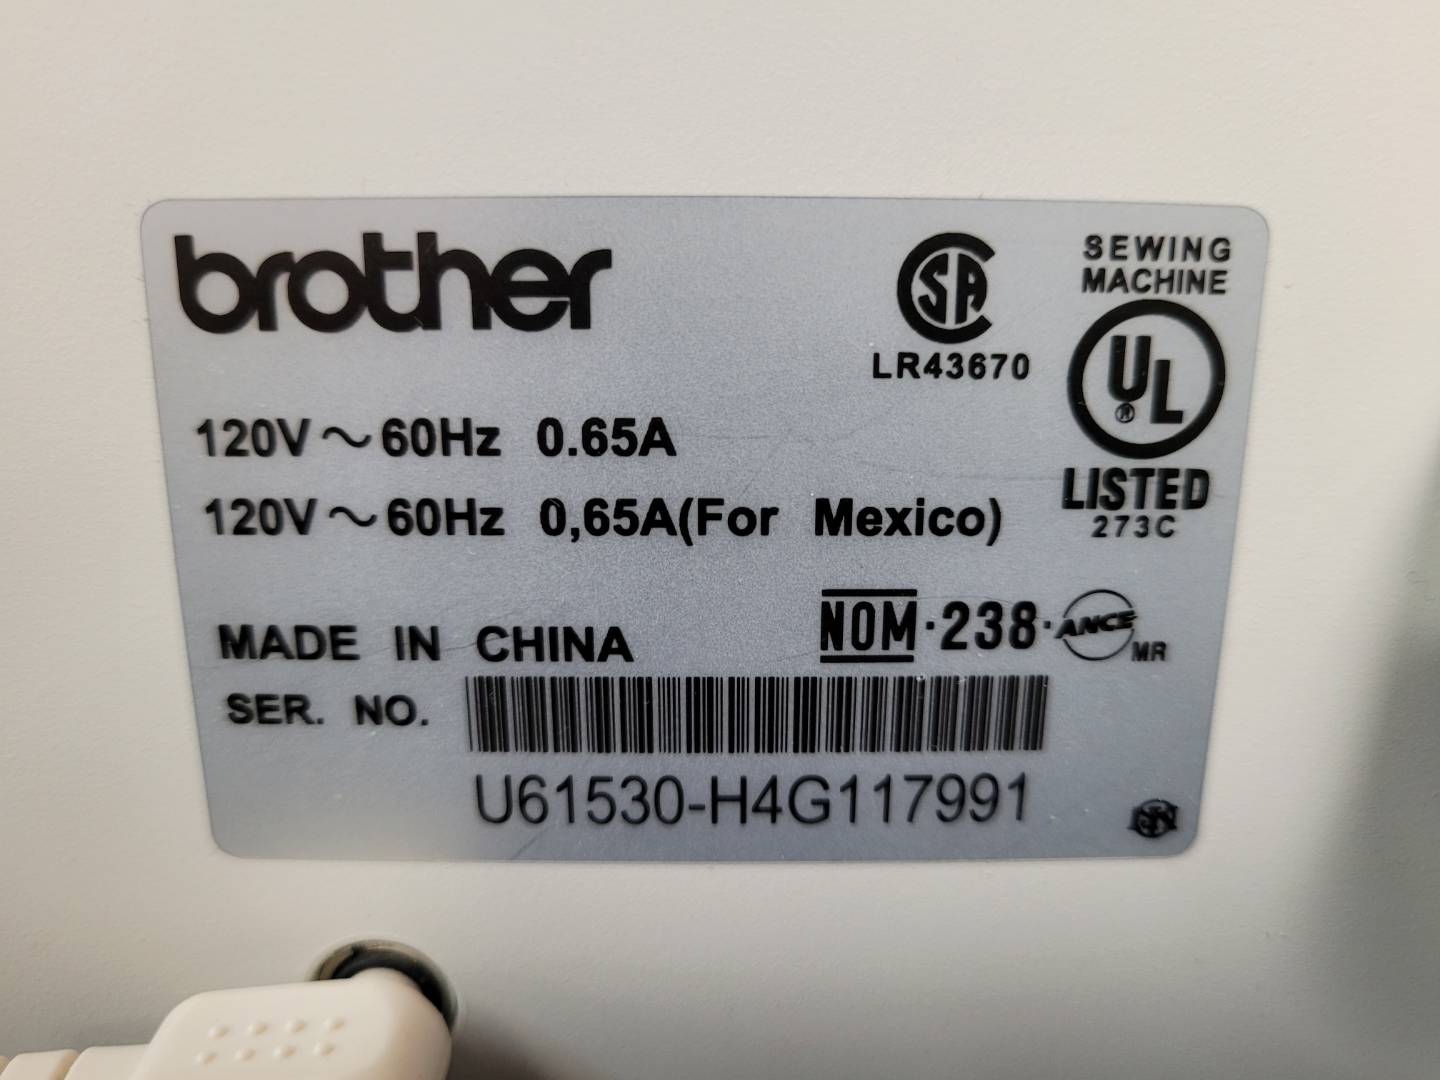 brother
SA
LR43670
SEWING
MACHINE
UL
®
LISTED
273C
120V~60Hz 0.65A
120V~60Hz 0,65A(For Mexico)
NOM·238·ANCE
MR
MADE IN CHINA
SER. NO.
U61530-H4G117991